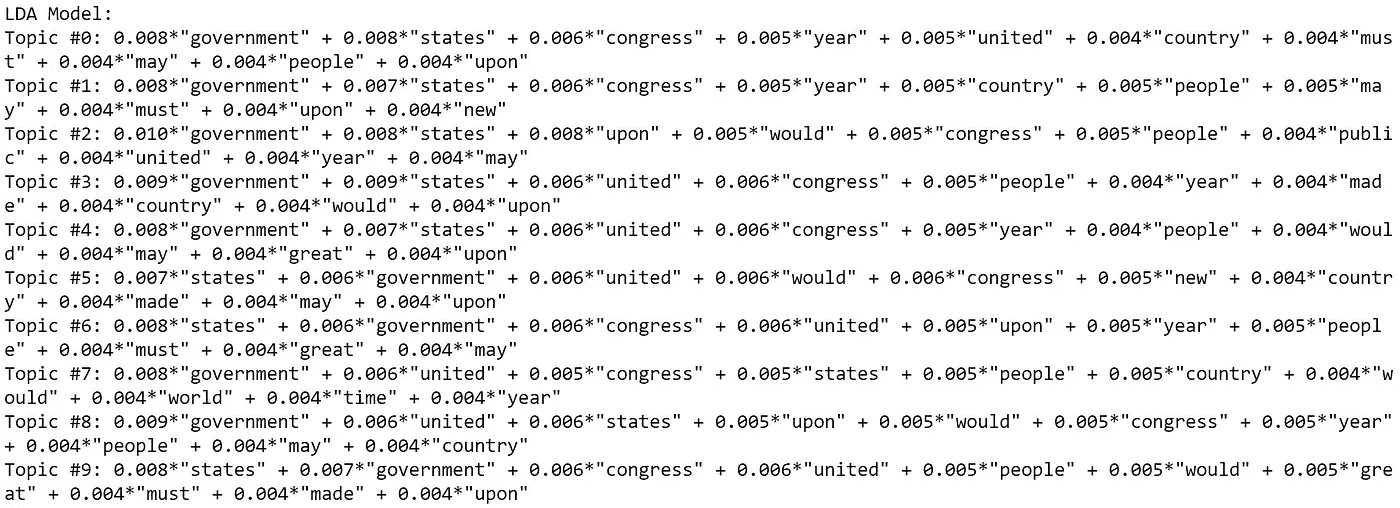 LDA Model:
Topic #0: 0.008*"government" + 0.008*"states" + 0.006*"congress" + 0.005*"year" + 0.005*"united" + 0.004*"country" + 0.004*"mus
t" + 0.004*"may" + 0.004*"people" + 0.004*"upon"
Topic #1: 0.008*"government" + 0.007*"states" + 0.006*"congress" + 0.005*"year" + 0.005*"country" + 0.005*"people" + 0.005*"ma
y" + 0.004*"must" + 0.004*"upon" + 0.004*"new"
Topic #2: 0.010*"government" + 0.008*"states" + 0.008*"upon" + 0.005*"would" + 0.005*"congress" + 0.005*"people" + 0.004*"publi
c" + 0.004*"united" + 0.004*"year" + 0.004*"may"
Topic #3: 0.009*"government" + 0.009*"states" + 0.006*"united" + 0.006*"congress" + 0.005*"people" + 0.004*"year" + 0.004*"mad
e" + 0.004*"country" + 0.004*"would" + 0.004*"upon"
Topic #4: 0.008*"government" + 0.007*"states" + 0.006*"united" + 0.006*"congress" + 0.005*"year" + 0.004*"people" + 0.004*"woul
d" + 0.004*"may" + 0.004*"great" + 0.004*"upon"
Topic #5: 0.007*"states" + 0.006*"government" + 0.006*"united" + 0.006*"would" + 0.006*"congress" + 0.005*"new" + 0.004*"countr
y" + 0.004*"made" + 0.004*"may" + 0.004*"upon"
Topic #6: 0.008*"states" + 0.006*"government" + 0.006*"congress" + 0.006*"united" + 0.005*"upon" + 0.005*"year" + 0.005*"peopl
e" + 0.004*"must" + 0.004*"great" + 0.004*"may"
Topic #7: 0.008*"government" + 0.006*"united" + 0.005*"congress" + 0.005*"states" + 0.005*"people" + 0.005*"country" + 0.004*"w
ould" + 0.004*"world" + 0.004*"time" + 0.004*"year"
Topic #8: 0.009*"government" + 0.006*"united" + 0.006*"states" + 0.005*"upon" + 0.005*"would" + 0.005*"congress" + 0.005*"year"
+ 0.004*"people" + 0.004*"may" + 0.004*"country"
Topic #9: 0.008*"states" + 0.007*"government" + 0.006*"congress" + 0.006*"united" + 0.005*"people" + 0.005*"would" + 0.005*"gre
at" + 0.004*"must" + 0.004*"made" + 0.004*"upon"